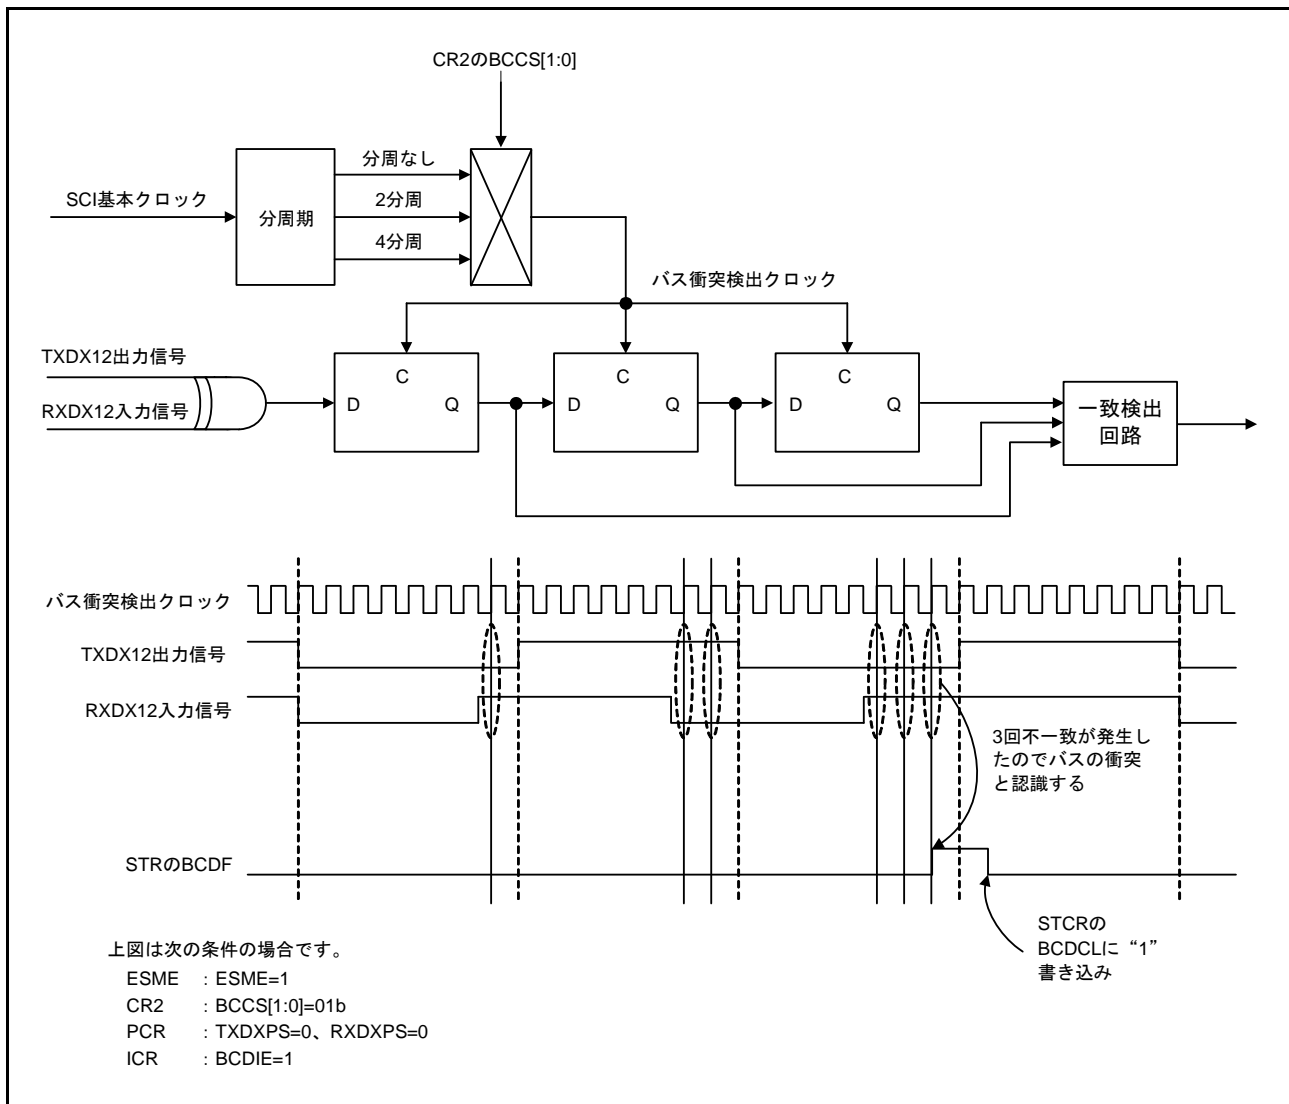 CR2のBCCS[1:0]
SCI基本クロック
分周期
分周なし
2分周
4分周
バス衝突検出クロック
TXDX12出力信号
RXDX12入力信号
D
C
Q
D
C
Q
D
C
Q
一致検出
回路
バス衝突検出クロック
TXDX12出力信号
RXDX12入力信号
3回不一致が発生し
たのでバスの衝突
と認識する
STRのBCDF
STCRの
BCDCLに“1”
書き込み
上図は次の条件の場合です。
ESME : ESME=1
CR2 : BCCS[1:0]=01b
PCR : TXDXPS=0、RXDXPS=0
ICR : BCDIE=1